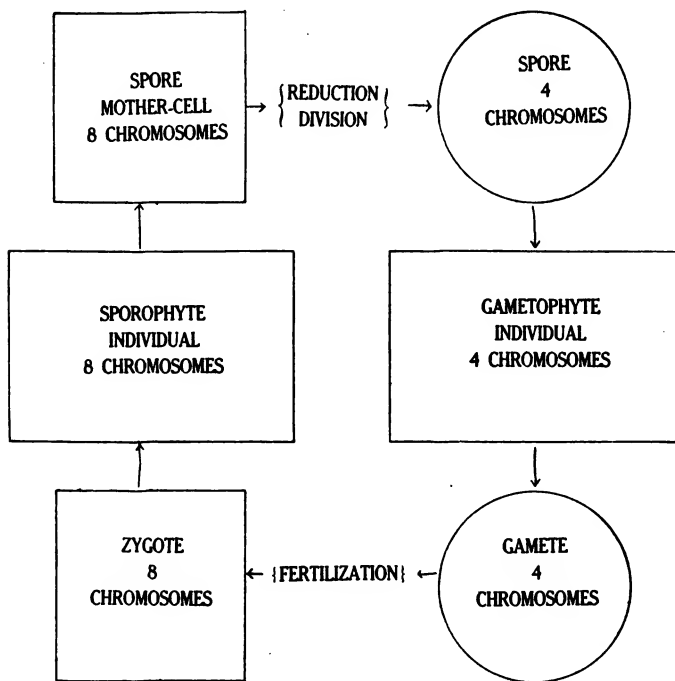 SPORE
MOTHER-CELL
8 CHROMOSOMES
{REDUCTION
DIVISION}
SPORE
4
CHROMOSOMES
SPOROPHYTE
INDIVIDUAL
8 CHROMOSOMES
GAMETOPHYTE
INDIVIDUAL
4 CHROMOSOMES
ZYGOTE
8
CHROMOSOMES
{FERTILIZATION}
GAMETE
4
CHROMOSOMES